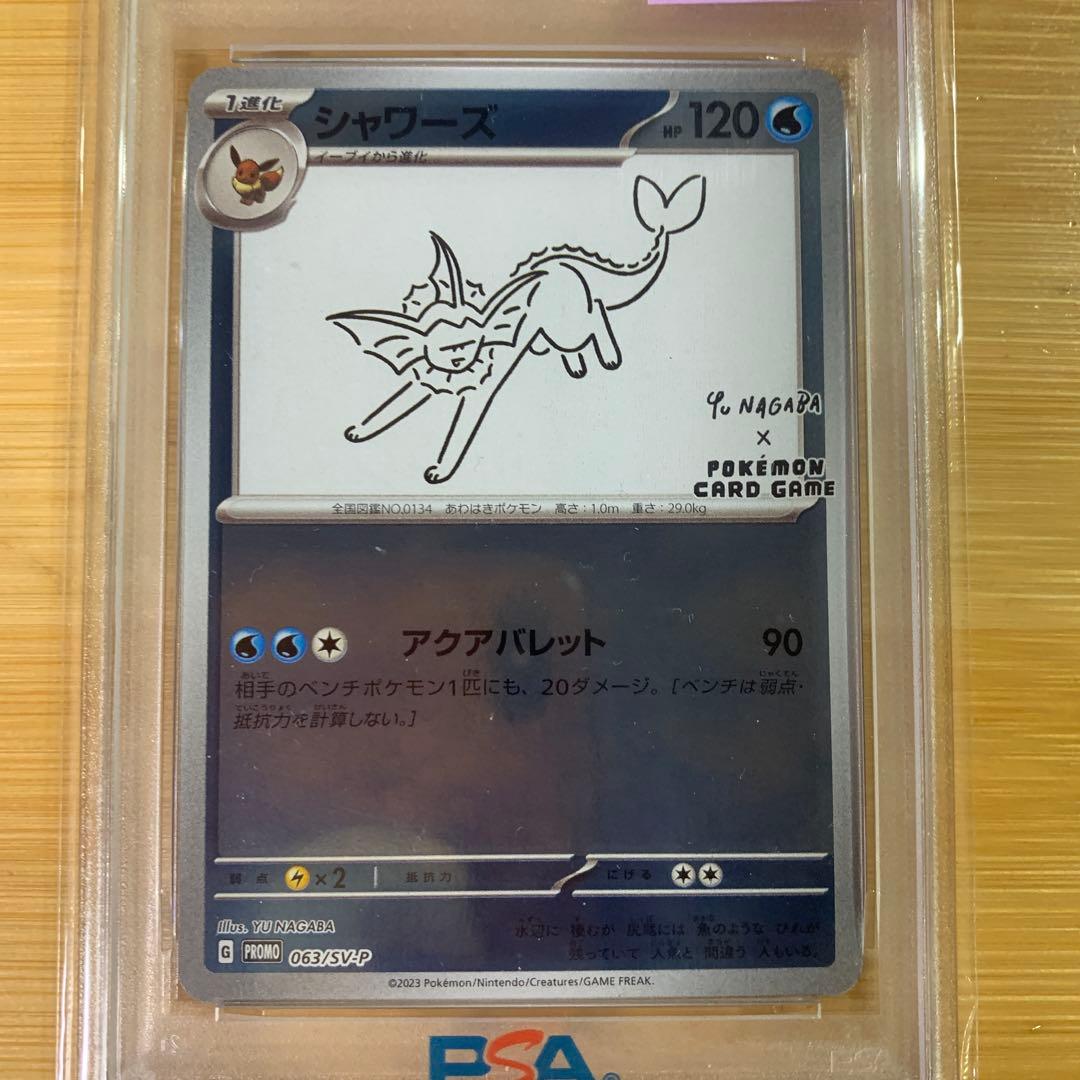 1進化
シャワーズ
HP 120
イーブイから進化
Yu NAGABA
×
POKÉMON
CARD GAME
全国図鑑NO.0134 あわはきポケモン 高さ:1.0m 重さ:29.0kg
アクアバレット 90
相手のベンチポケモン1匹にも、20ダメージ。[ベンチは弱点・
抵抗力を計算しない。]
弱点 ×2 抵抗力 にげる
Illus. YU NAGABA
水辺に 棲むが 尻尾には 魚のような ひれが
残っていて 人魚と 間違う 人もいる。
G PROMO 063/SV-P
©2023 Pokémon/Nintendo/Creatures/GAME FREAK.
PSA